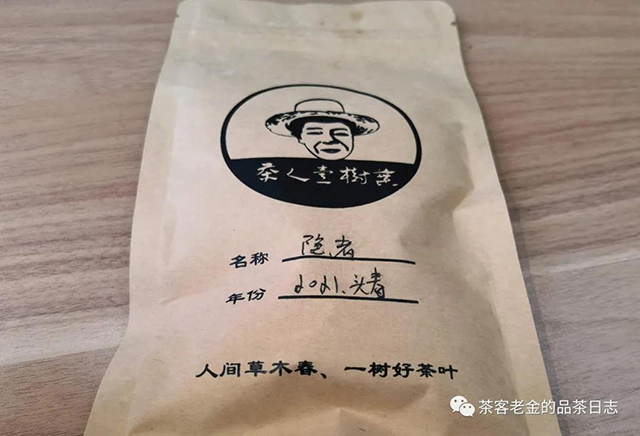 茶人壹樹葉
名称 隐者
年份 2021.头春
人间草木春、一树好茶叶
茶客老金的品茶日志